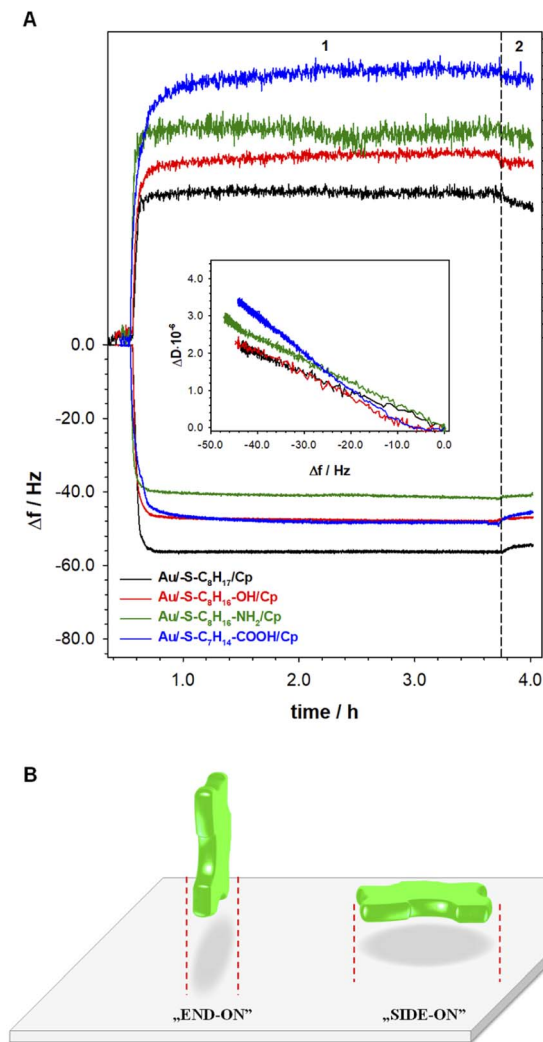 A
1
2
4.0
3.0
2.0
1.0
0.0
ΔD·10⁻⁶
-50.0 -40.0 -30.0 -20.0 -10.0 0.0
Δf / Hz
0.0
-20.0
-40.0
-60.0
-80.0
Δf / Hz
Au/-S-C₈H₁₇/Cp
Au/-S-C₈H₁₆-OH/Cp
Au/-S-C₈H₁₆-NH₂/Cp
Au/-S-C₇H₁₄-COOH/Cp
1.0 2.0 3.0 4.0
time / h
B
„END-ON” „SIDE-ON”